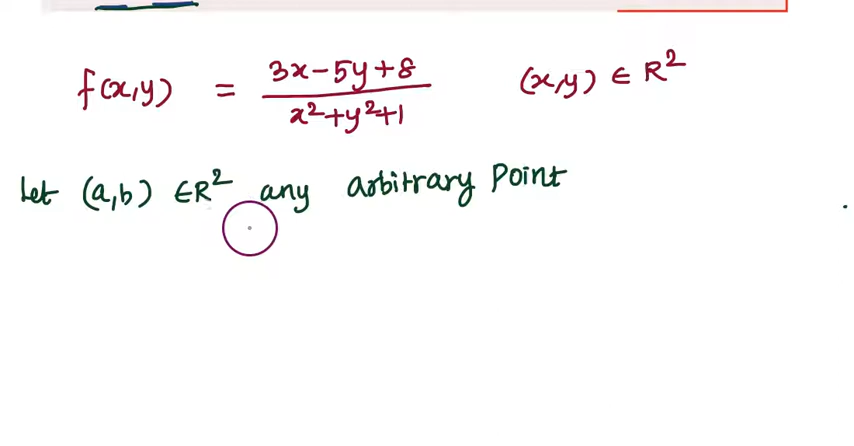 f(x,y) = (3x-5y+8)/(x²+y²+1) (x,y) ∈ R²
Let (a,b) ∈R² any arbitrary Point